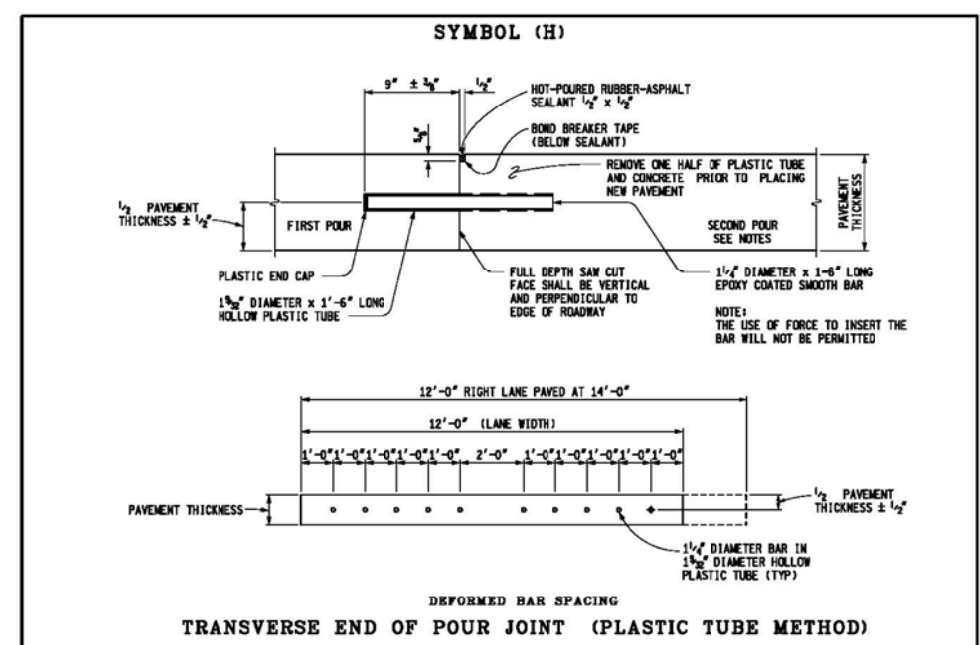 SYMBOL (H)
9" ± 3/8"
1/2"
HOT-POURED RUBBER-ASPHALT
SEALANT 1/2" x 1/2"
BOND BREAKER TAPE
(BELOW SEALANT)
REMOVE ONE HALF OF PLASTIC TUBE
AND CONCRETE PRIOR TO PLACING
NEW PAVEMENT
1/2 PAVEMENT
THICKNESS ± 1/2"
FIRST POUR
SECOND POUR
SEE NOTES
PAVEMENT
THICKNESS
PLASTIC END CAP
DIAMETER x 1'-6" LONG
HOLLOW PLASTIC TUBE
FULL DEPTH SAW CUT
FACE SHALL BE VERTICAL
AND PERPENDICULAR TO
EDGE OF ROADWAY
1 1/4" DIAMETER x 1-6" LONG
EPOXY COATED SMOOTH BAR
NOTE:
THE USE OF FORCE TO INSERT THE
BAR WILL NOT BE PERMITTED
12'-0" RIGHT LANE PAVED AT 14'-0"
12'-0" (LANE WIDTH)
1'-0" 1'-0" 1'-0" 1'-0" 1'-0" 2'-0" 1'-0" 1'-0" 1'-0" 1'-0" 1'-0"
PAVEMENT THICKNESS
1/2 PAVEMENT
THICKNESS ± 1/2"
1 1/4" DIAMETER BAR IN
DIAMETER HOLLOW
PLASTIC TUBE (TYP)
DEFORMED BAR SPACING
TRANSVERSE END OF POUR JOINT (PLASTIC TUBE METHOD)